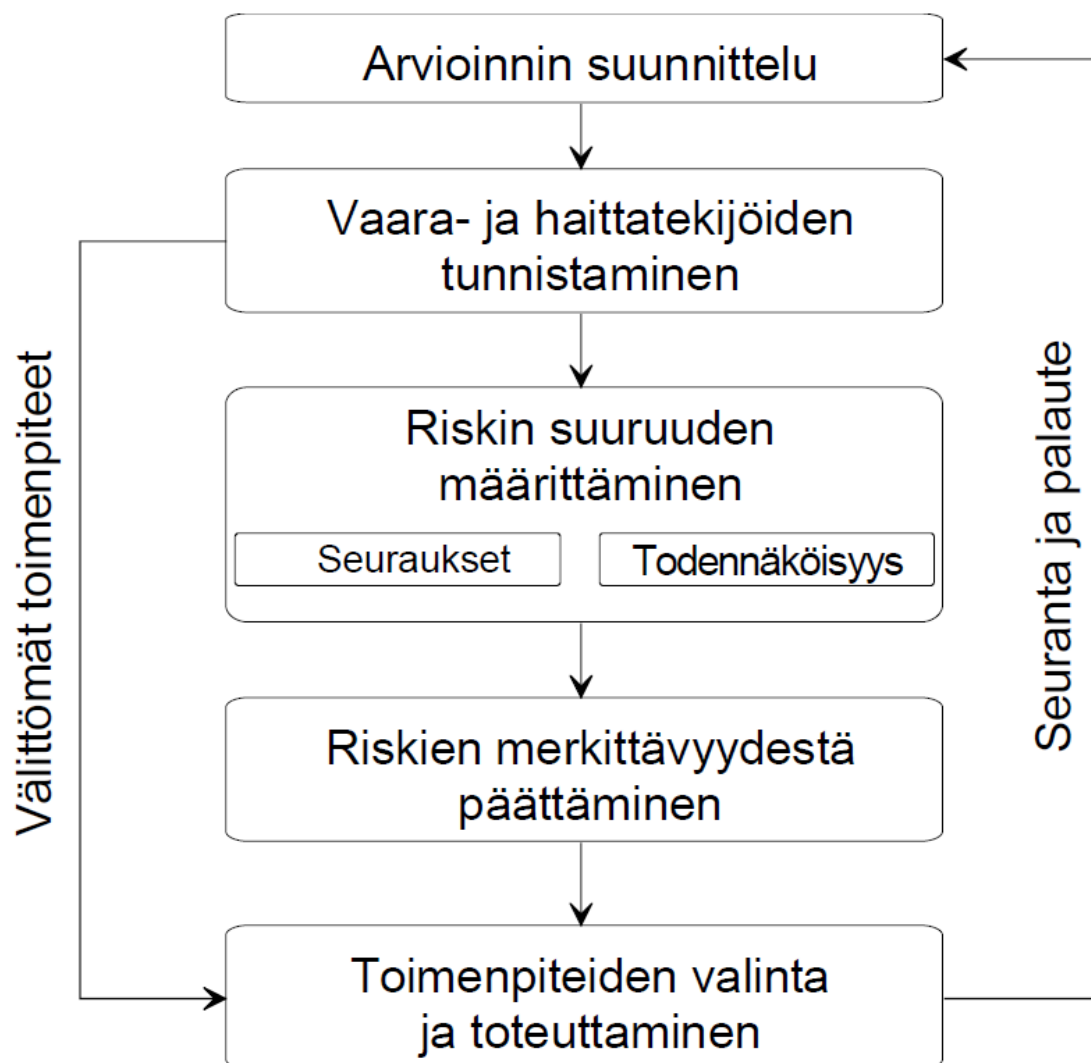 Arvioinnin suunnittelu
Vaara- ja haittatekijöiden
tunnistaminen
Välittömät toimenpiteet
Riskin suuruuden
määrittäminen
Seuraukset
Todennäköisyys
Seuranta ja palaute
Riskien merkittävyydestä
päättäminen
Toimenpiteiden valinta
ja toteuttaminen